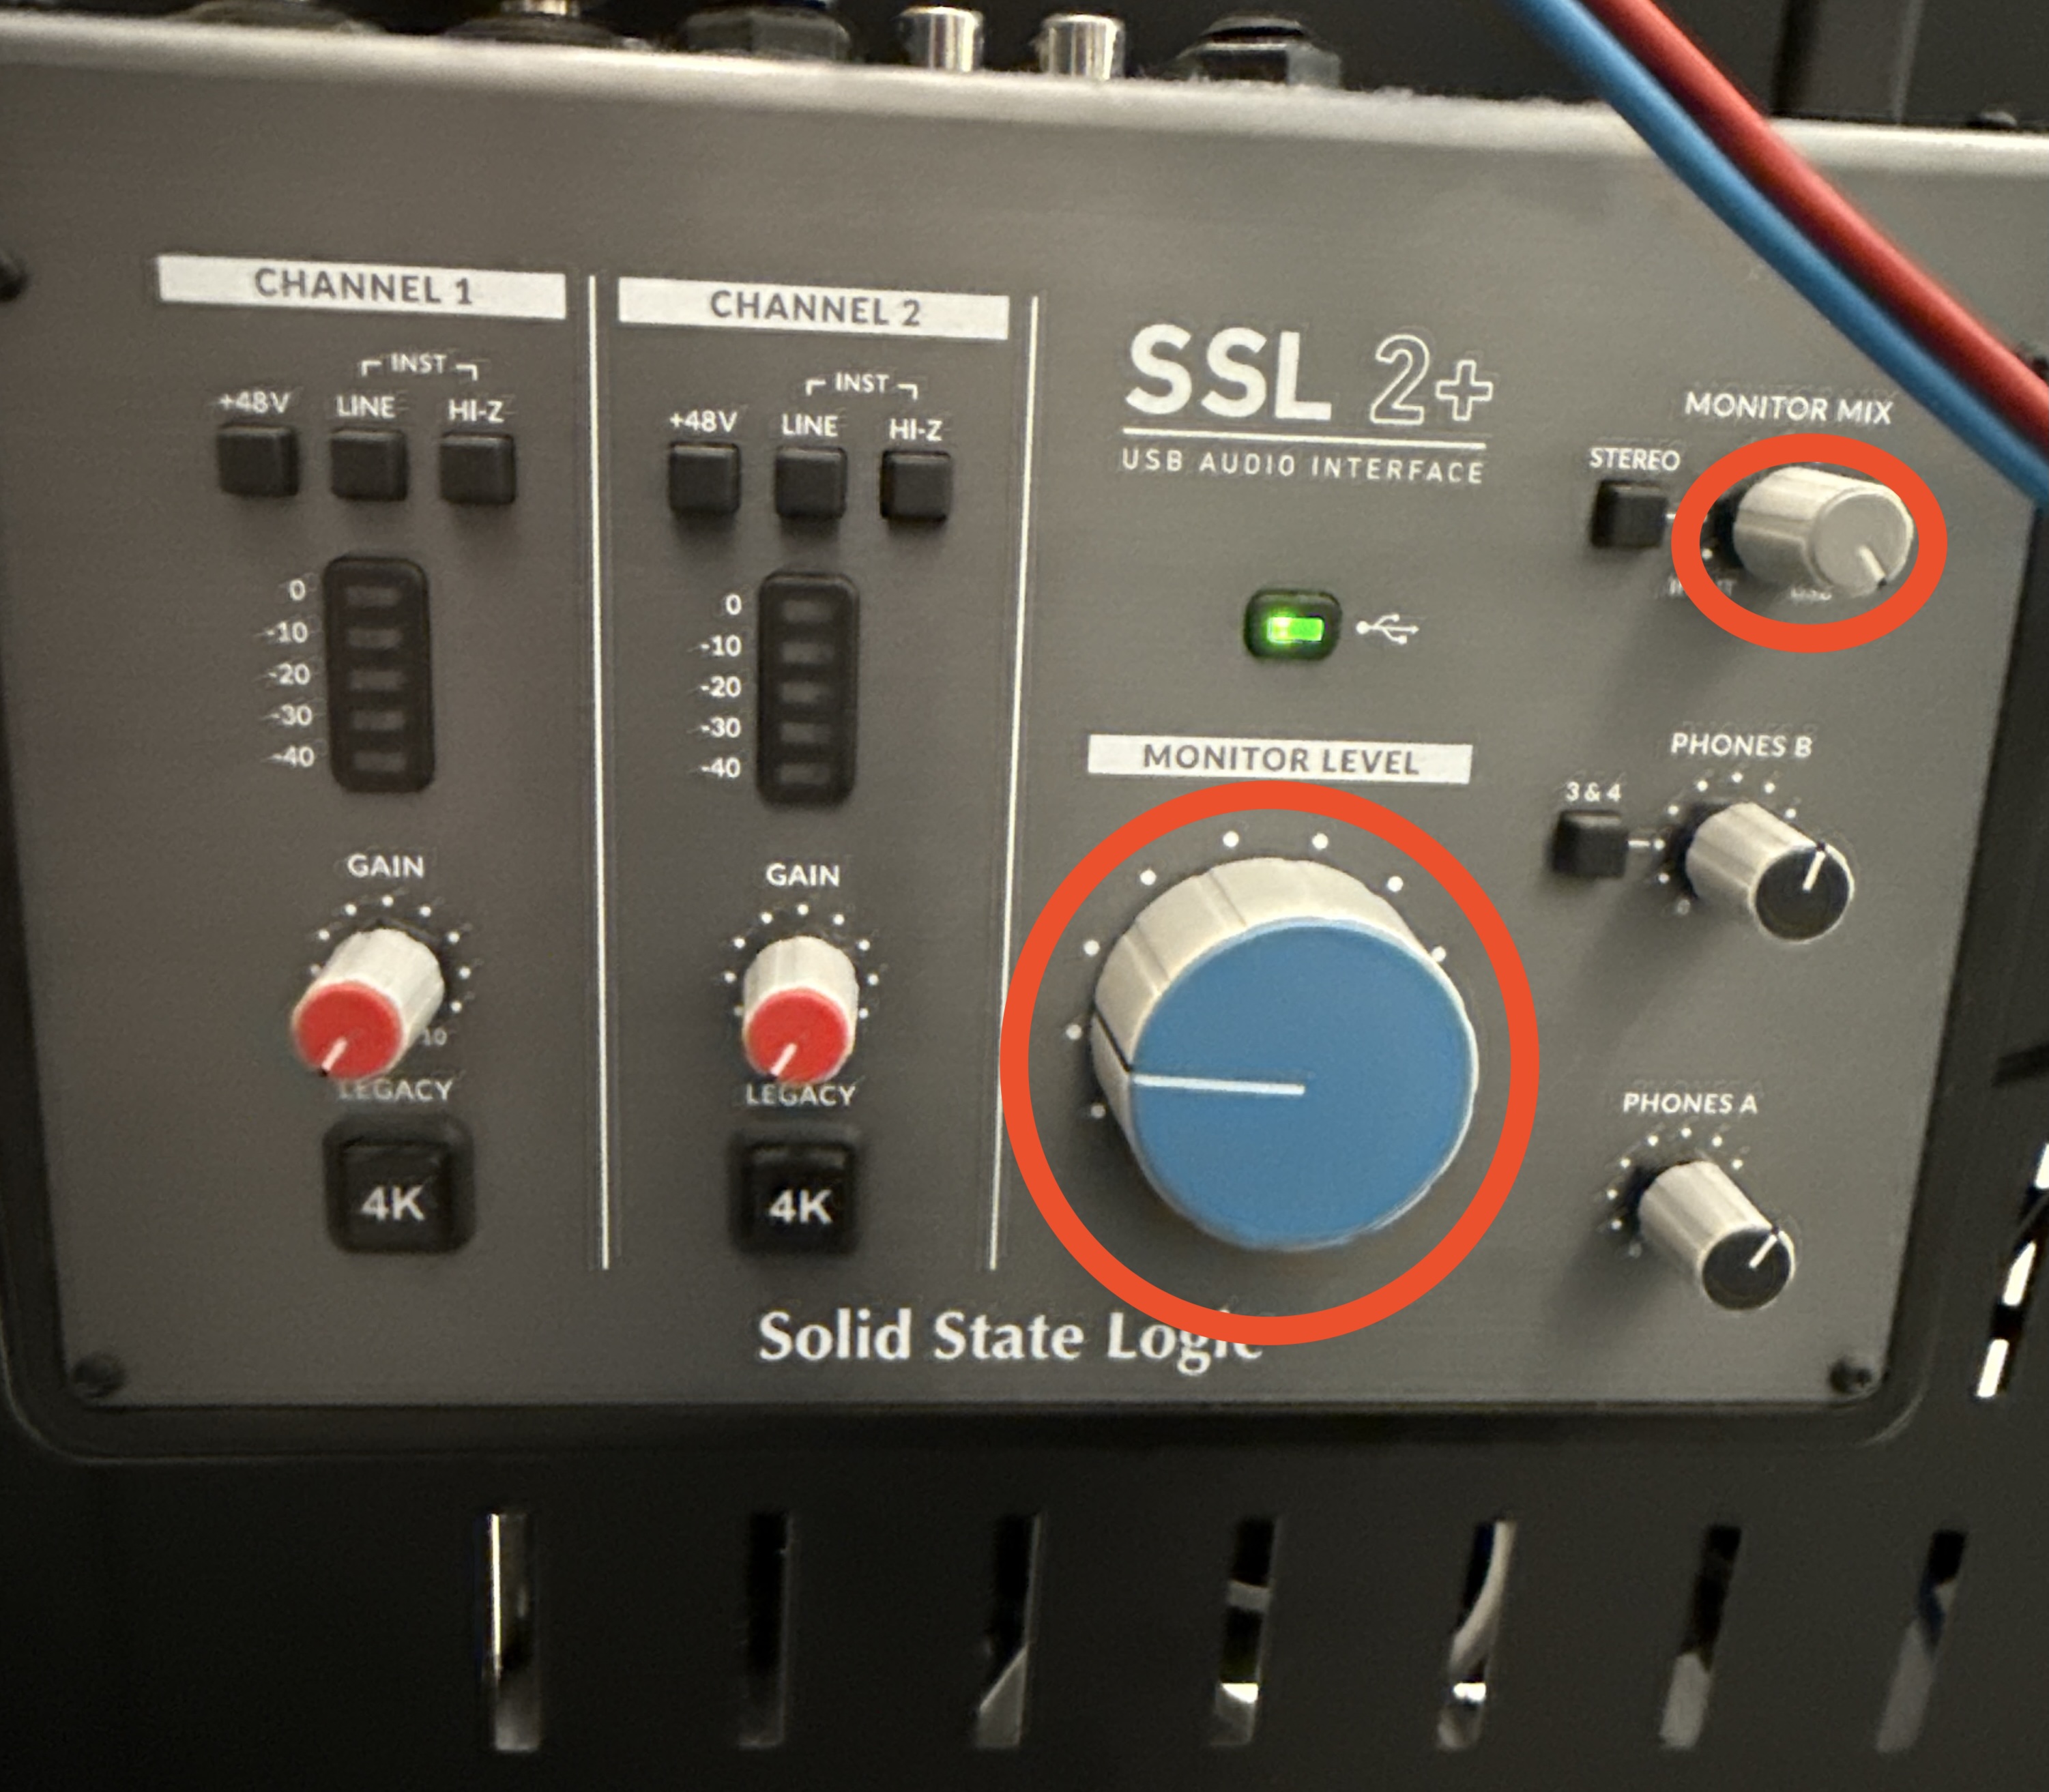 CHANNEL 1
INST
+48V LINE HI-Z
0
-10
-20
-30
-40
GAIN
10
LEGACY
4K
CHANNEL 2
INST
+48V LINE HI-Z
0
-10
-20
-30
-40
GAIN
LEGACY
4K
SSL 2+
USB AUDIO INTERFACE
MONITOR LEVEL
MONITOR MIX
STEREO
USB
PHONES B
3 & 4
PHONES A
Solid State Logic